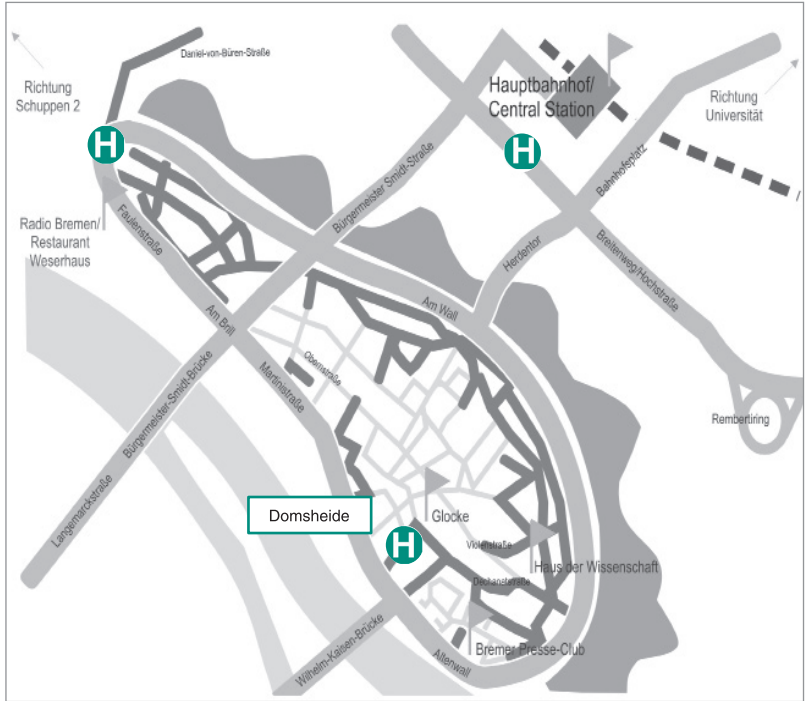 Daniel-von-Büren-Straße
Richtung
Schuppen 2
Hauptbahnhof/
Central Station
Richtung
Universität
H
H
Bürgermeister Smidt-Straße
Bahnhofsplatz
Radio Bremen/
Restaurant
Weserhaus
Faulenstraße
Herdentor
Breitenweg/Hochstraße
Am Wall
Am Brill
Obernstraße
Martinistraße
Bürgermeister-Smidt-Brücke
Langemarckstraße
Rembertiring
Domsheide
Glocke
H
Violenstraße
Haus der Wissenschaft
Dechanatstraße
Bremer Presse-Club
Wilhelm-Kaisen-Brücke
Altenwall